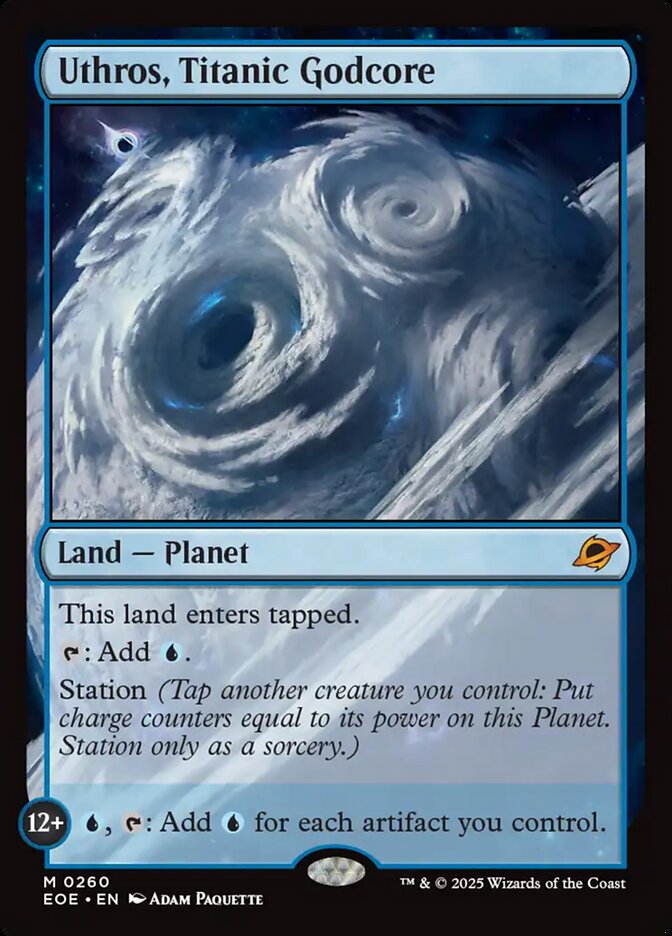 Uthros, Titanic Godcore
Land — Planet
This land enters tapped.
: Add .
Station (Tap another creature you control: Put
charge counters equal to its power on this Planet.
Station only as a sorcery.)
12+ , : Add for each artifact you control.
M 0260
EOE • EN Adam Paquette
™ & © 2025 Wizards of the Coast